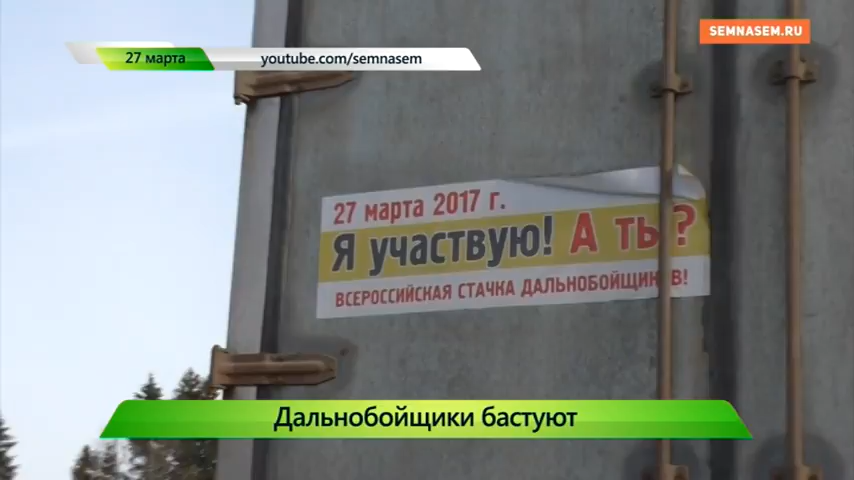 SEMNASEM.RU
27 марта
youtube.com/semnasem
27 марта 2017 г.
Я участвую! А ты?
ВСЕРОССИЙСКАЯ СТАЧКА ДАЛЬНОБОЙЩИКОВ!
Дальнобойщики бастуют